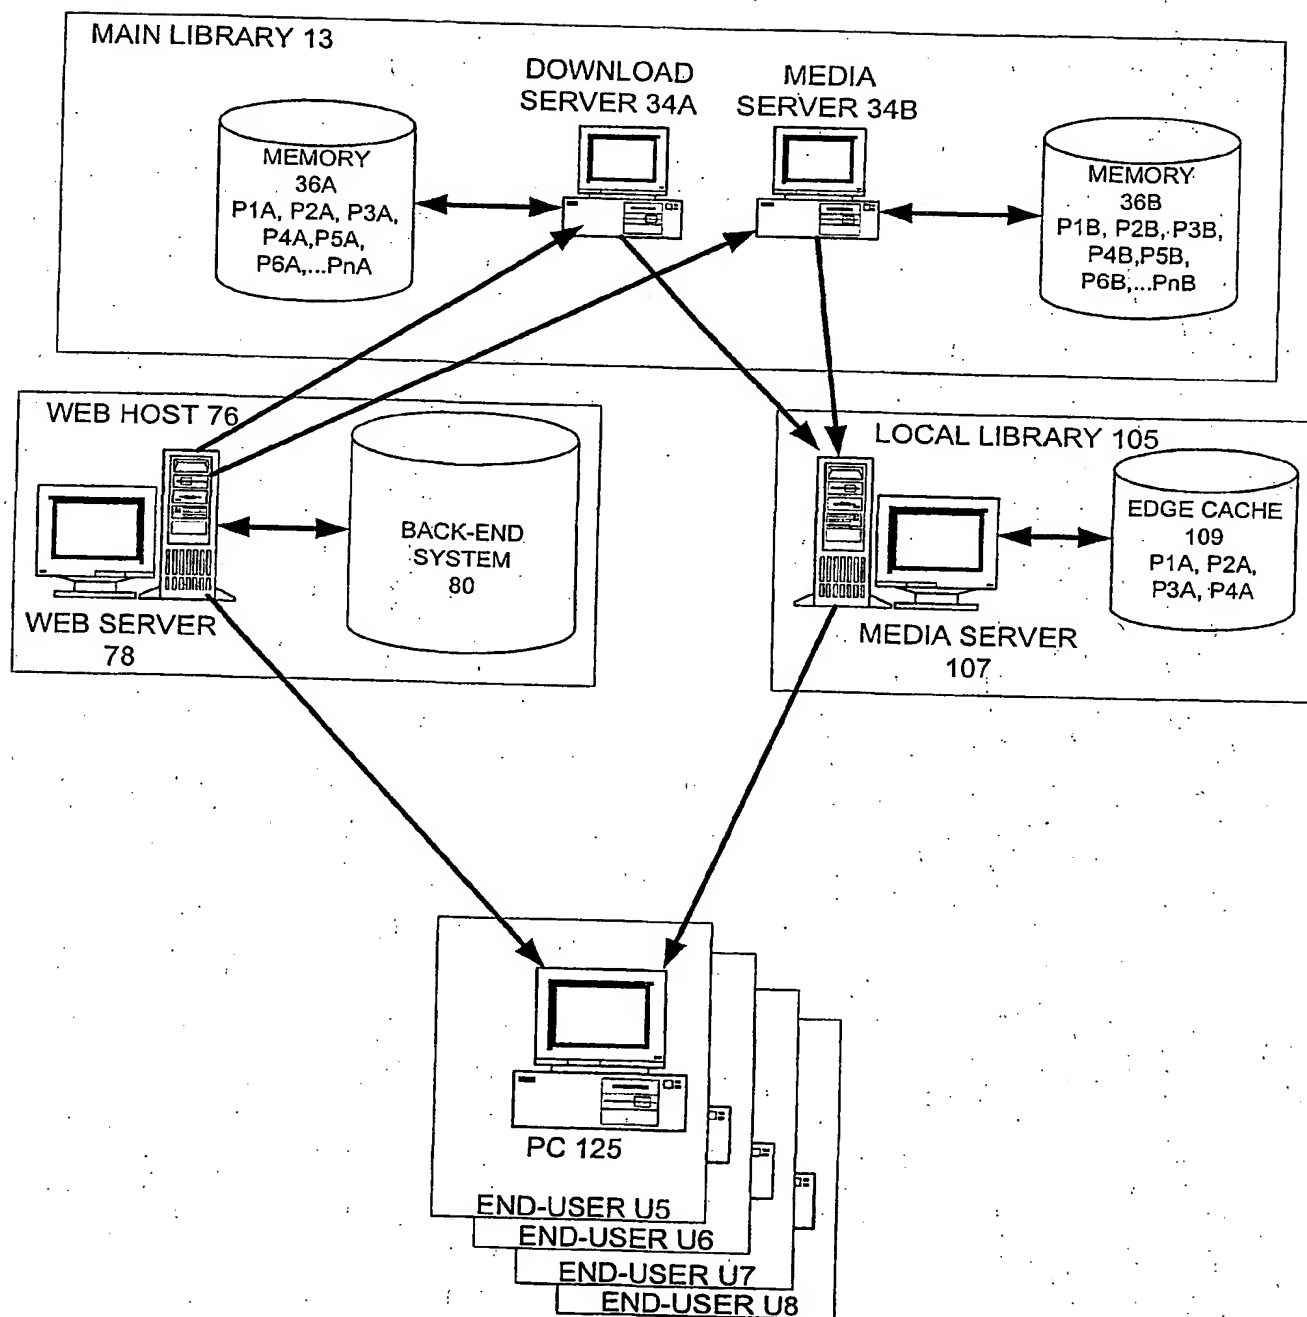 MAIN LIBRARY 13
DOWNLOAD
SERVER 34A
MEDIA
SERVER 34B
MEMORY
36A
P1A, P2A, P3A,
P4A,P5A,
P6A,...PnA
MEMORY
36B
P1B, P2B, P3B,
P4B,P5B,
P6B,...PnB
WEB HOST 76
BACK-END
SYSTEM
80
WEB SERVER
78
LOCAL LIBRARY 105
EDGE CACHE
109
P1A, P2A,
P3A, P4A
MEDIA SERVER
107
PC 125
END-USER U5
END-USER U6
END-USER U7
END-USER U8